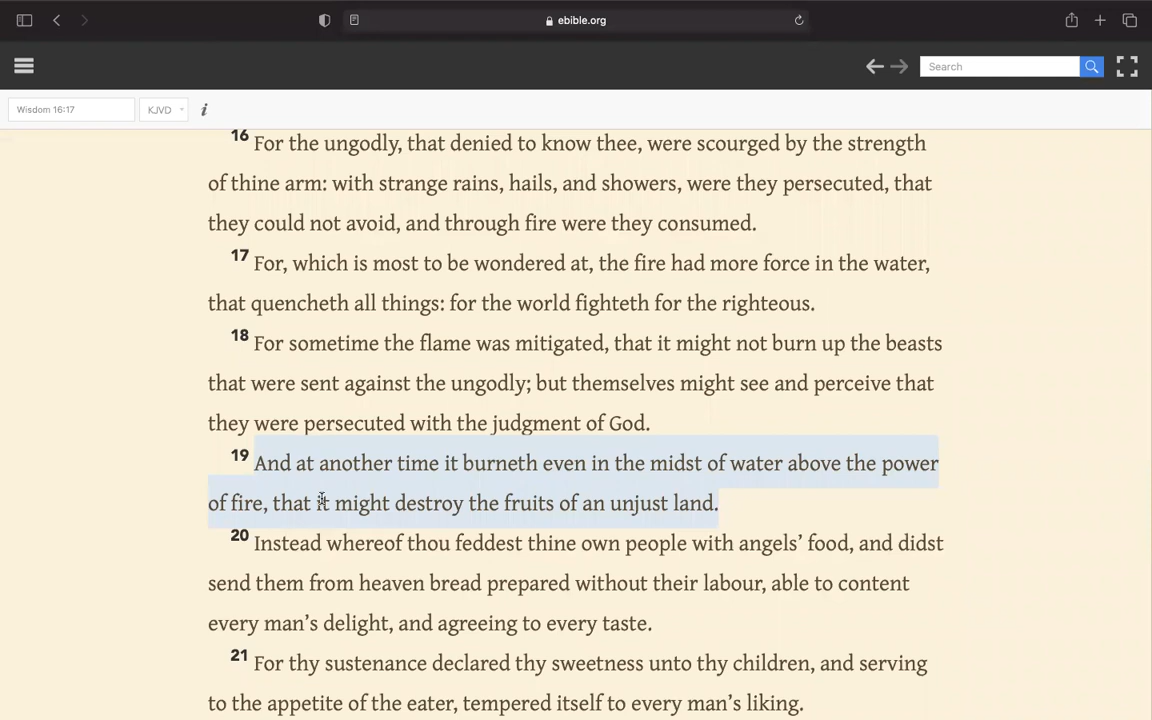 ebible.org
Search
Wisdom 16:17 KJVD i
16 For the ungodly, that denied to know thee, were scourged by the strength
of thine arm: with strange rains, hails, and showers, were they persecuted, that
they could not avoid, and through fire were they consumed.
17 For, which is most to be wondered at, the fire had more force in the water,
that quencheth all things: for the world fighteth for the righteous.
18 For sometime the flame was mitigated, that it might not burn up the beasts
that were sent against the ungodly; but themselves might see and perceive that
they were persecuted with the judgment of God.
19 And at another time it burneth even in the midst of water above the power
of fire, that it might destroy the fruits of an unjust land.
20 Instead whereof thou feddest thine own people with angels’ food, and didst
send them from heaven bread prepared without their labour, able to content
every man’s delight, and agreeing to every taste.
21 For thy sustenance declared thy sweetness unto thy children, and serving
to the appetite of the eater, tempered itself to every man’s liking.